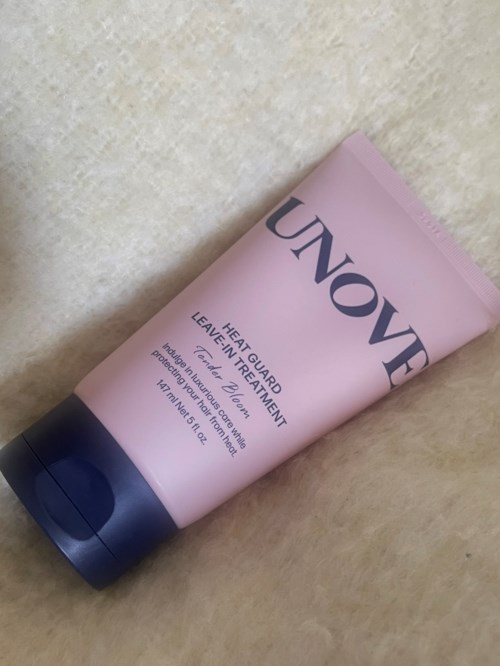 UNOVE
HEAT GUARD
LEAVE-IN TREATMENT
Tender Bloom
Indulge in luxurious care while
protecting your hair from heat.
147 ml Net 5 fl. oz.